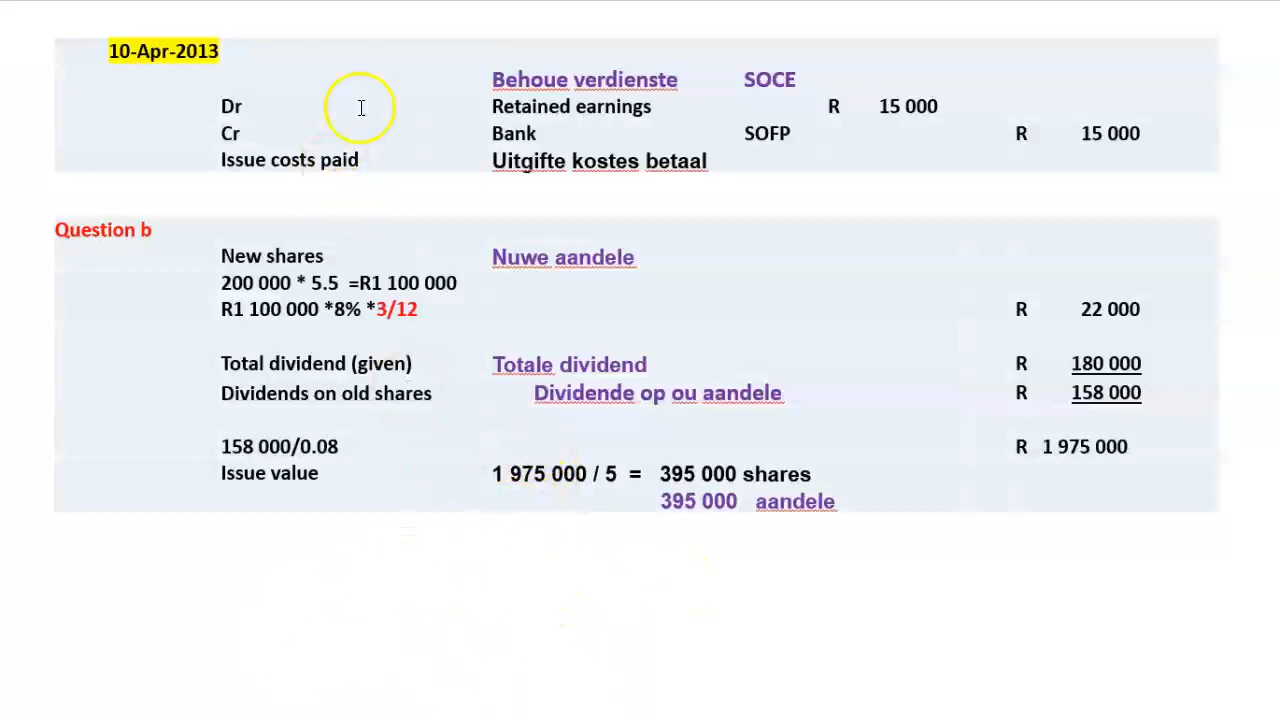 10-Apr-2013
Behoue verdienste SOCE
Dr Retained earnings R 15 000
Cr Bank SOFP R 15 000
Issue costs paid Uitgifte kostes betaal
Question b
New shares Nuwe aandele
200 000 * 5.5 =R1 100 000
R1 100 000 *8% *3/12 R 22 000
Total dividend (given) Totale dividend R 180 000
Dividends on old shares Dividende op ou aandele R 158 000
158 000/0.08 R 1 975 000
Issue value 1 975 000 / 5 = 395 000 shares
395 000 aandele